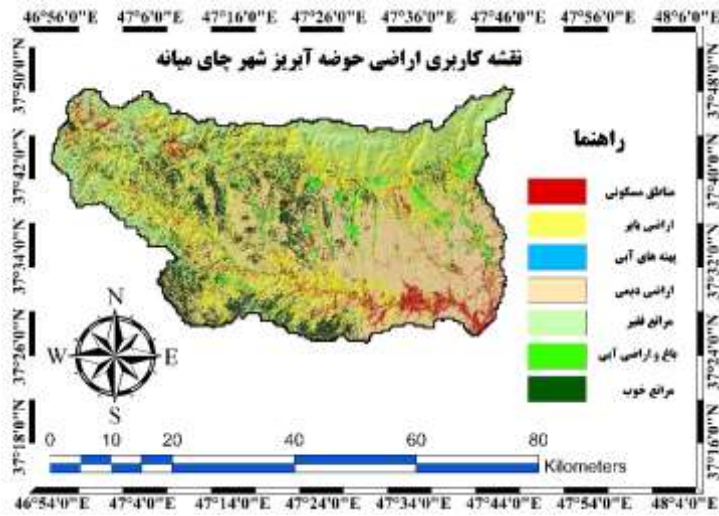 46°56'0"E 47°6'0"E 47°16'0"E 47°26'0"E 47°36'0"E 47°46'0"E 47°56'0"E 48°6'0"E
نقشه کاربری اراضی حوضه آبریز شهر چای میانه
37°50'0"N
37°42'0"N
37°34'0"N
37°26'0"N
37°18'0"N
37°48'0"N
37°40'0"N
37°32'0"N
37°24'0"N
37°16'0"N
راهنما
مناطق مسکونی
اراضی بایر
پهنه های آبی
اراضی دیمی
مراتع فقیر
باغ و اراضی آبی
مراتع خوب
N
W E
S
0 10 20 40 60 80
Kilometers
46°54'0"E 47°4'0"E 47°14'0"E 47°24'0"E 47°34'0"E 47°44'0"E 47°54'0"E 48°4'0"E